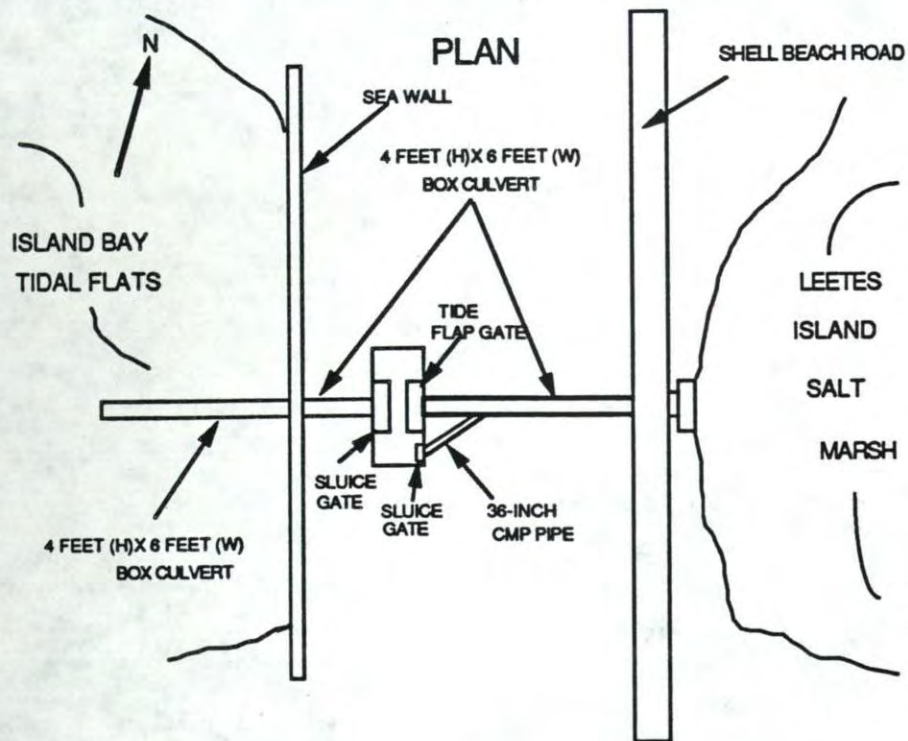 PLAN
N
SHELL BEACH ROAD
SEA WALL
4 FEET (H)X 6 FEET (W)
BOX CULVERT
ISLAND BAY
TIDAL FLATS
LEETES
ISLAND
SALT
MARSH
TIDE
FLAP GATE
SLUICE
GATE
SLUICE
GATE
36-INCH
CMP PIPE
4 FEET (H)X 6 FEET (W)
BOX CULVERT